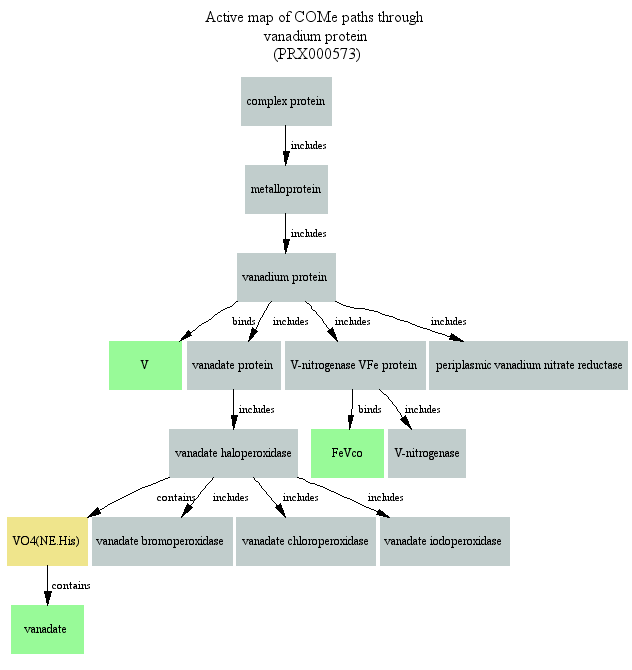 Active map of COMe paths through
vanadium protein
(PRX000573)
complex protein
includes
metalloprotein
includes
vanadium protein
binds
includes
includes
includes
V
vanadate protein
V-nitrogenase VFe protein
periplasmic vanadium nitrate reductase
includes
binds
includes
vanadate haloperoxidase
FeVco
V-nitrogenase
contains
includes
includes
includes
VO4(NE.His)
vanadate bromoperoxidase
vanadate chloroperoxidase
vanadate iodoperoxidase
contains
vanadate